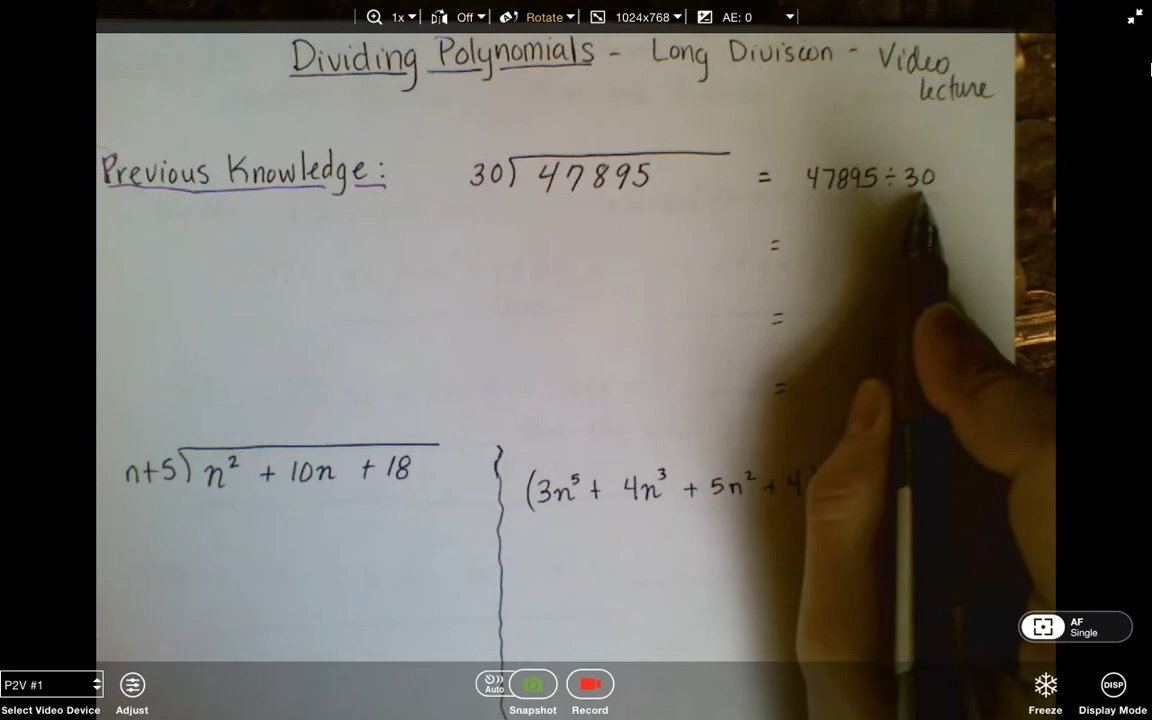 1x Off Rotate 1024x768 AE: 0
Dividing Polynomials - Long Division - Video
lecture
Previous Knowledge: 30) 47895 = 47895 ÷ 30
=
=
=
n+5) n² + 10n + 18
(3n⁵ + 4n³ + 5n² + 4
AF
Single
P2V #1
Auto
Select Video Device Adjust Snapshot Record Freeze Display Mode
DISP